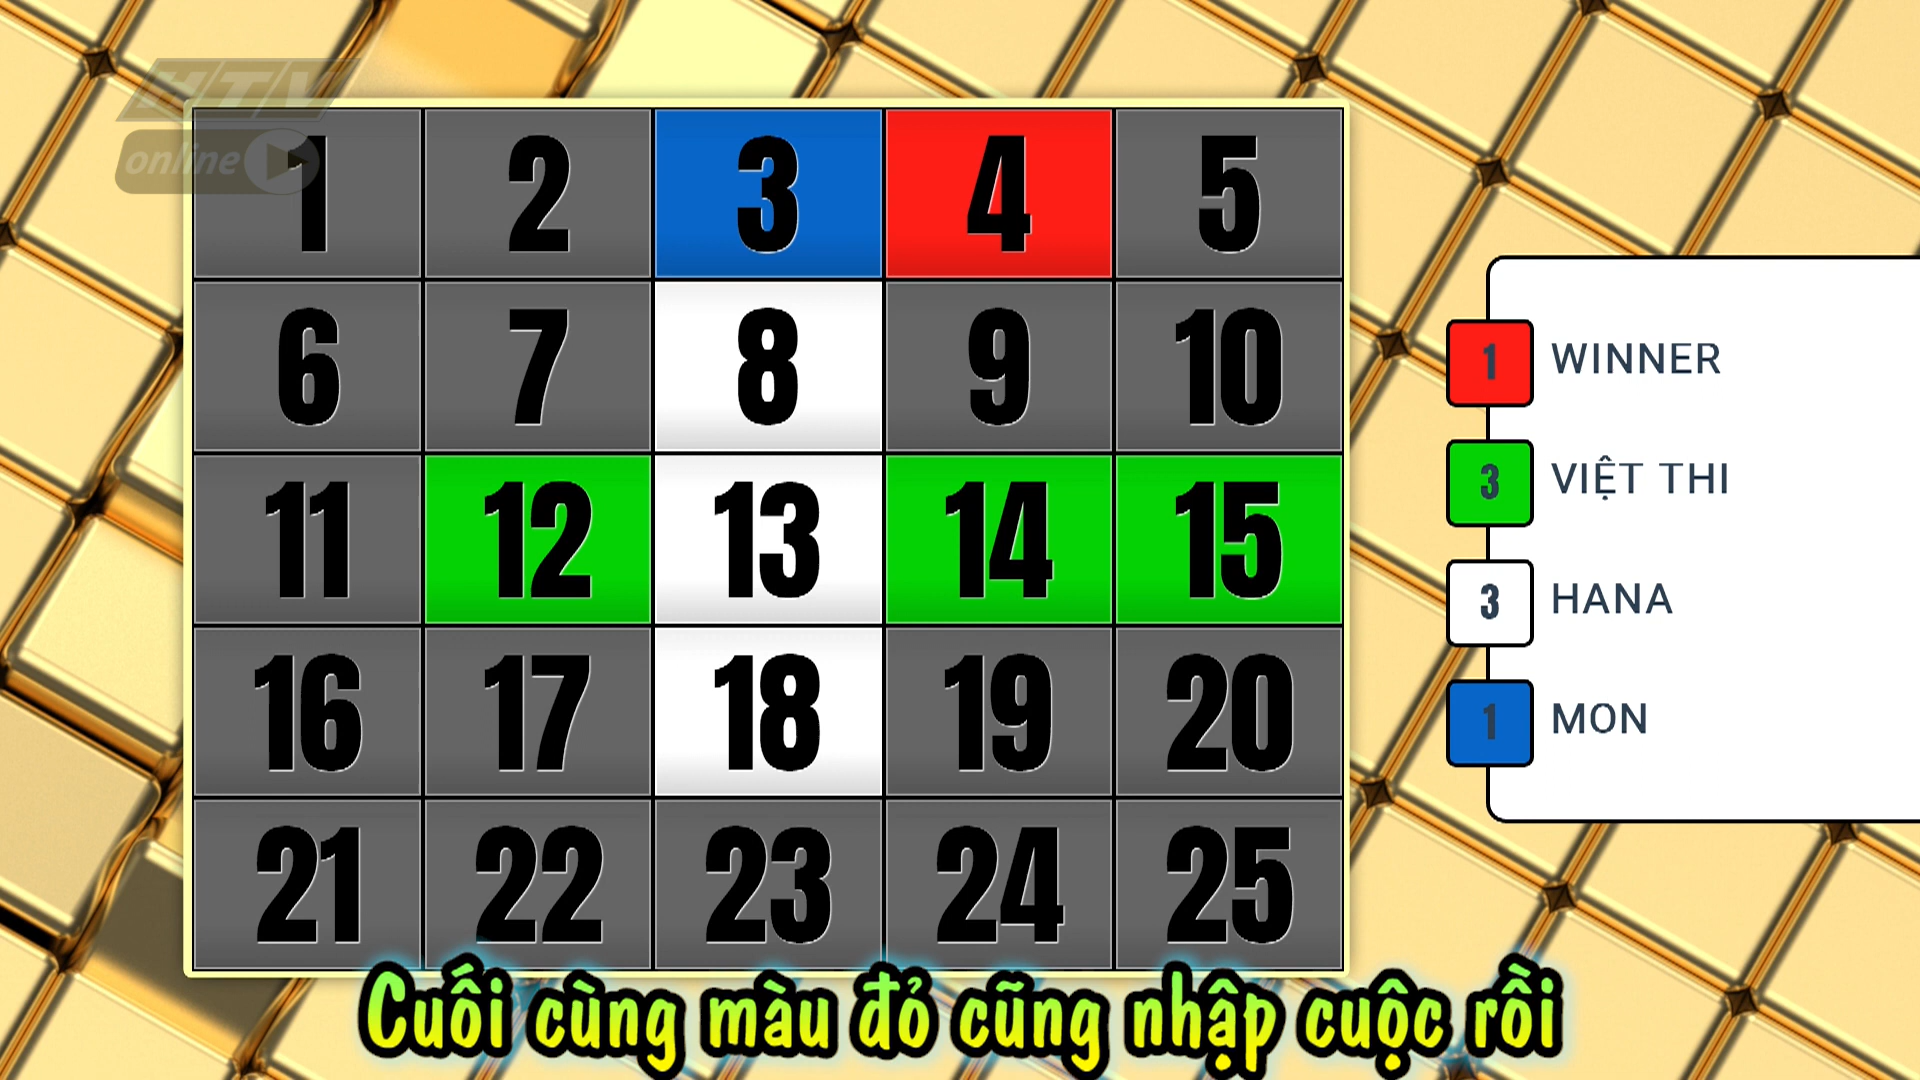 HTV
online
1 2 3 4 5
6 7 8 9 10
11 12 13 14 15
16 17 18 19 20
21 22 23 24 25
1 WINNER
3 VIỆT THI
3 HANA
1 MON
Cuối cùng màu đỏ cũng nhập cuộc rồi